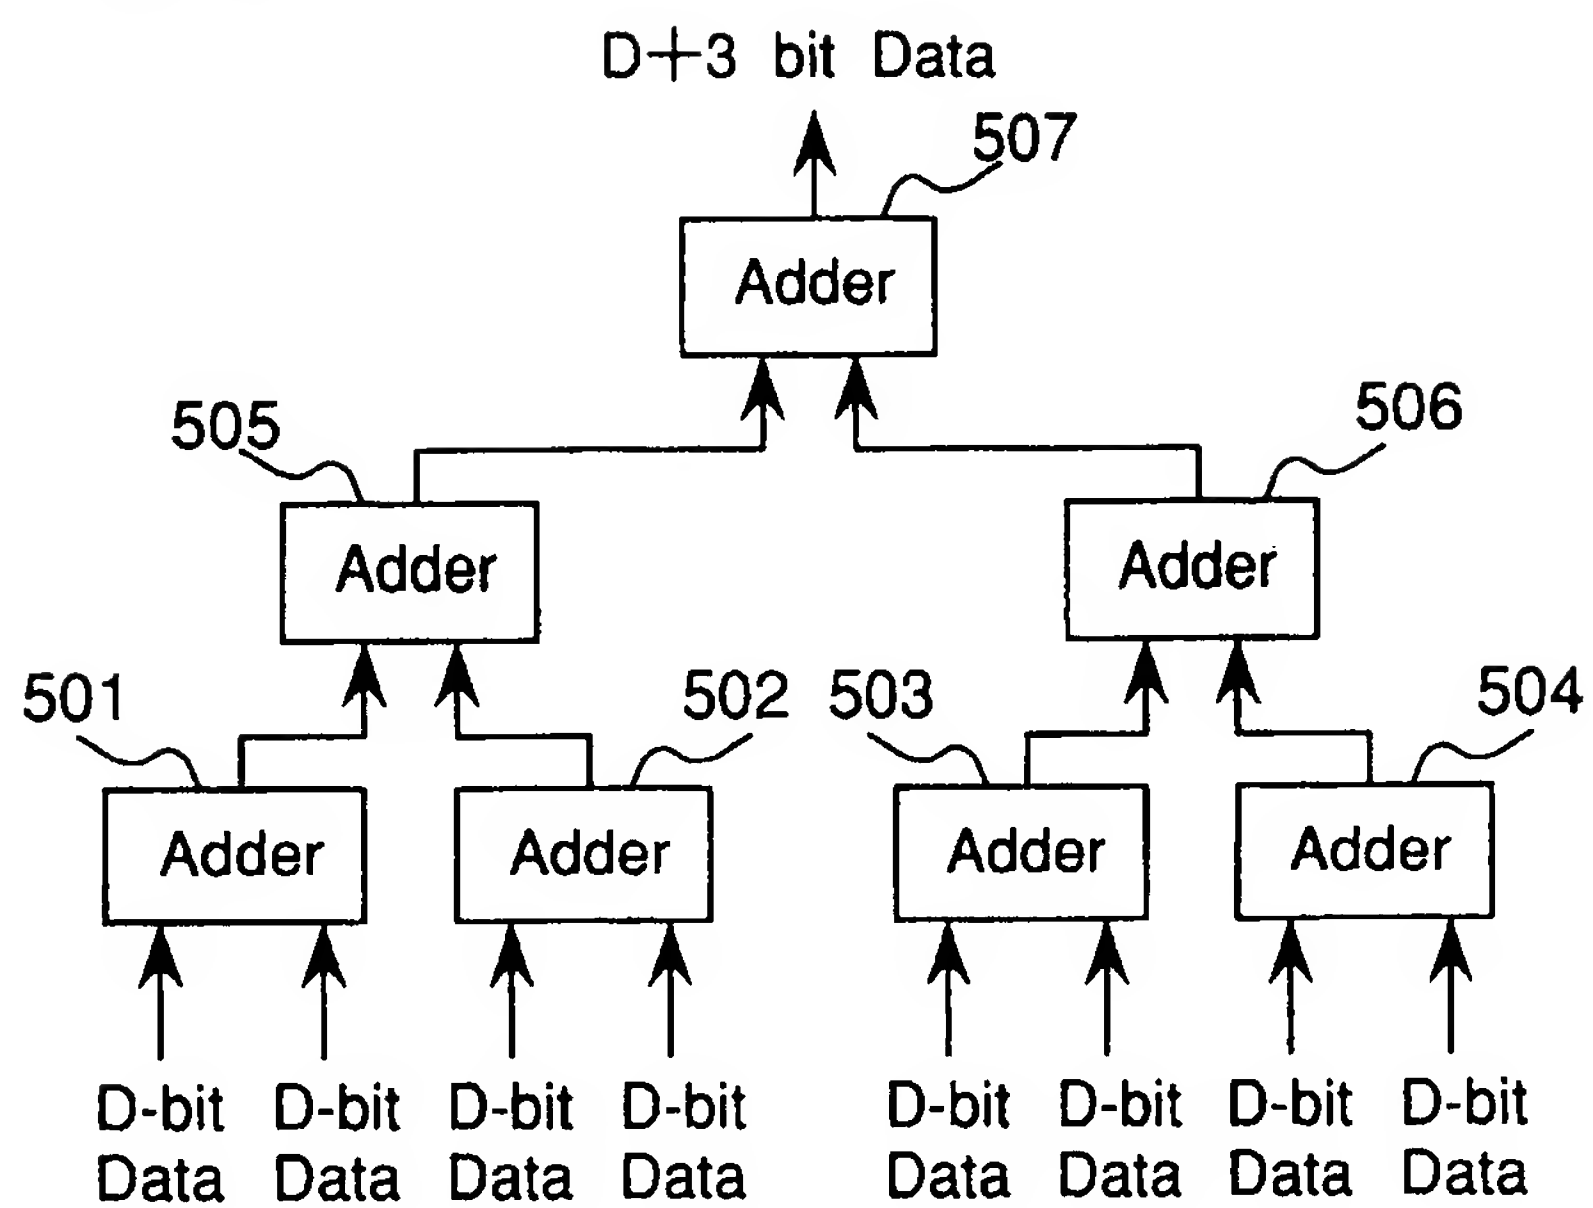 D+3 bit Data
507
Adder
505
506
Adder
Adder
501
502
503
504
Adder
Adder
Adder
Adder
D-bit Data
D-bit Data
D-bit Data
D-bit Data
D-bit Data
D-bit Data
D-bit Data
D-bit Data